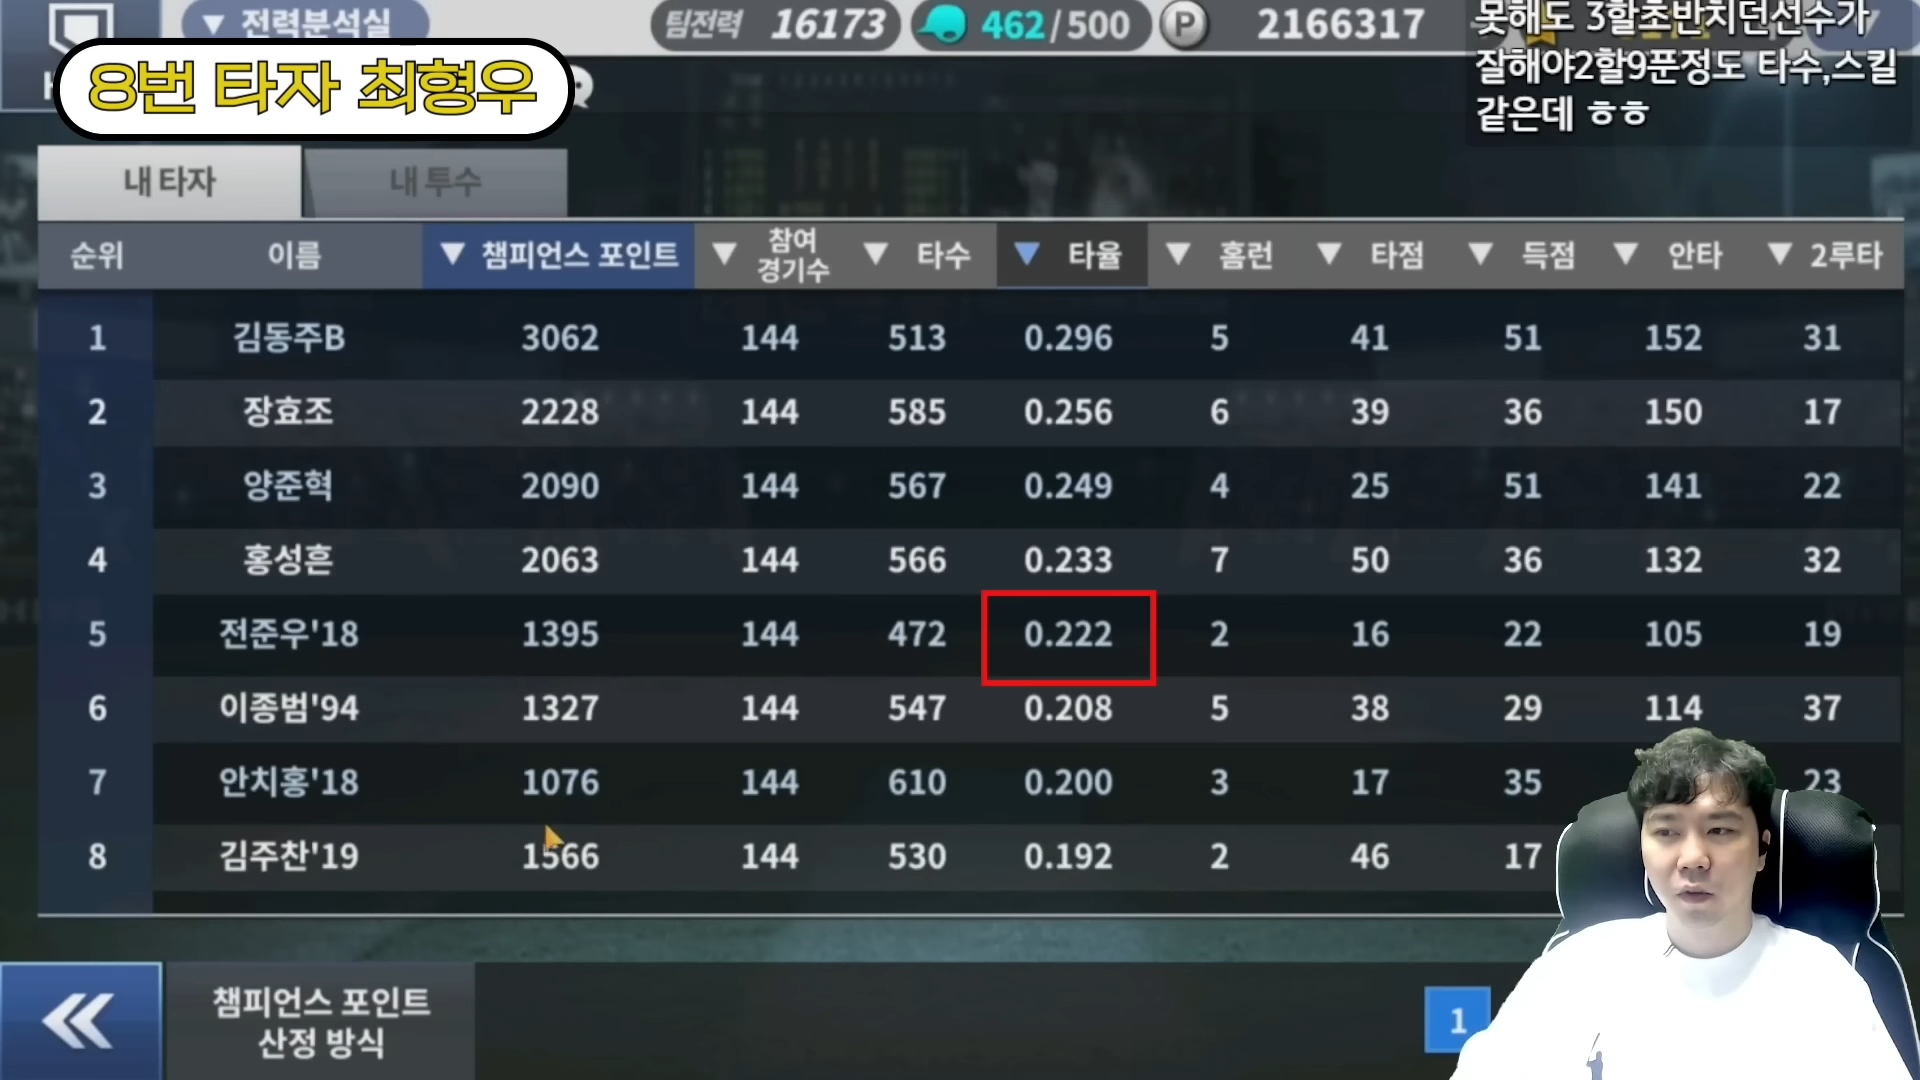 ▼ 전력분석실 팀전력 16173 462/500 P 2166317
못해도 3할초반치던선수가
잘해야2할9푼정도 타수,스킬
같은데 ㅎㅎ
8번 타자 최형우
내 타자 내 투수
순위 이름 ▼ 챔피언스 포인트 ▼ 참여 경기수 ▼ 타수 ▼ 타율 ▼ 홈런 ▼ 타점 ▼ 득점 ▼ 안타 ▼ 2루타
1 김동주B 3062 144 513 0.296 5 41 51 152 31
2 장효조 2228 144 585 0.256 6 39 36 150 17
3 양준혁 2090 144 567 0.249 4 25 51 141 22
4 홍성흔 2063 144 566 0.233 7 50 36 132 32
5 전준우'18 1395 144 472 0.222 2 16 22 105 19
6 이종범'94 1327 144 547 0.208 5 38 29 114 37
7 안치홍'18 1076 144 610 0.200 3 17 35 23
8 김주찬'19 1566 144 530 0.192 2 46 17
챔피언스 포인트
산정 방식
1